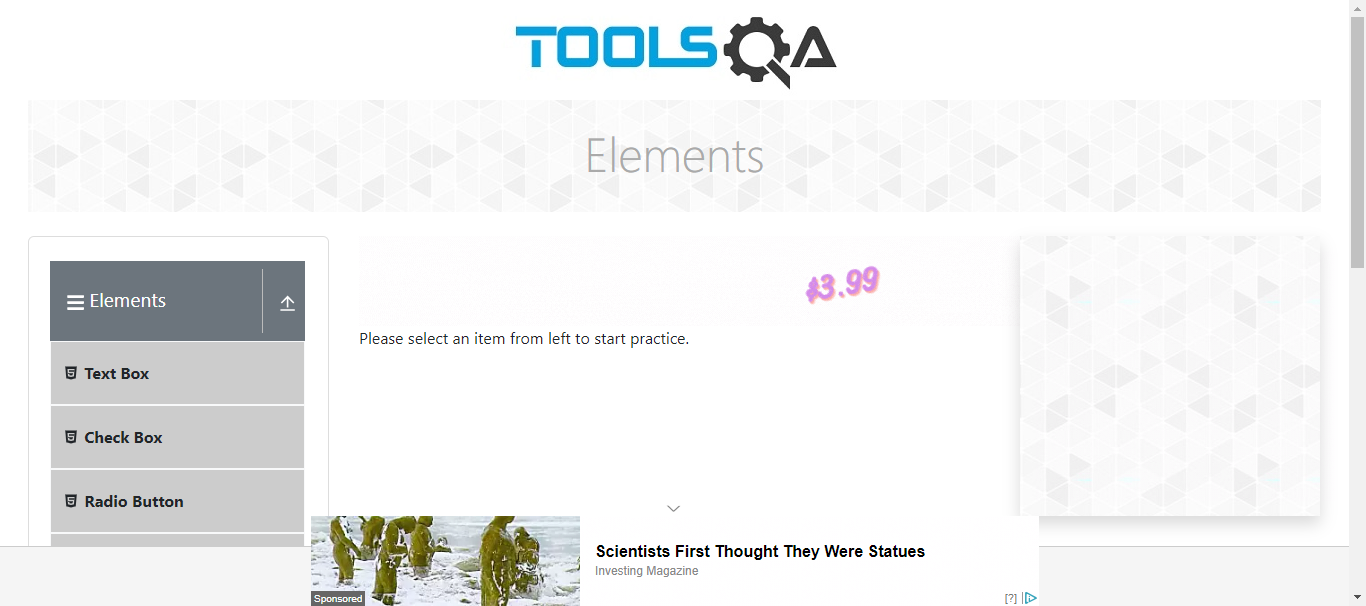 TOOLSQA
Elements
Elements
$3.99
Please select an item from left to start practice.
Text Box
Check Box
Radio Button
Scientists First Thought They Were Statues
Investing Magazine
Sponsored
[?]